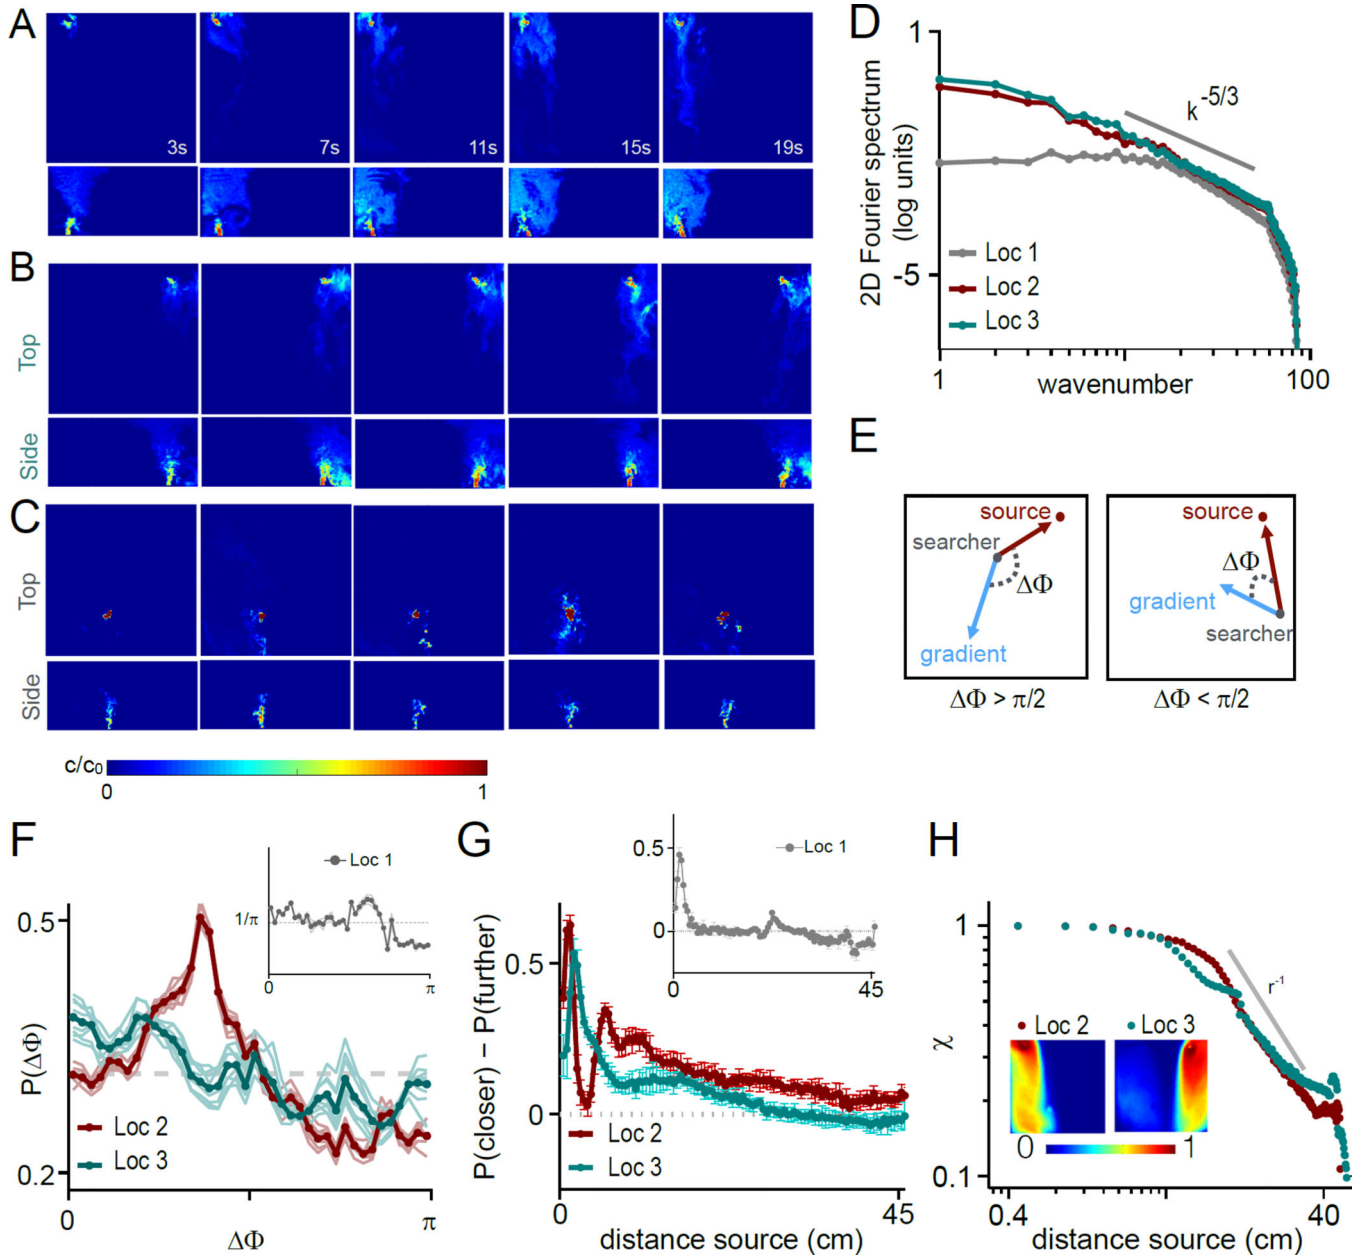 A
3s
7s
11s
15s
19s
B
Top
Side
C
Top
Side
c/c0
0
1
D
2D Fourier spectrum
(log units)
1
-5
k^-5/3
Loc 1
Loc 2
Loc 3
1
100
wavenumber
E
source
searcher
ΔΦ
gradient
ΔΦ > π/2
source
ΔΦ
gradient
searcher
ΔΦ < π/2
F
P(ΔΦ)
0.5
0.2
Loc 1
1/π
0
π
Loc 2
Loc 3
0
π
ΔΦ
G
P(closer) – P(further)
0.5
0
Loc 1
0.5
0
0
45
Loc 2
Loc 3
0
45
distance source (cm)
H
χ
1
0.1
r^-1
Loc 2
Loc 3
0
1
0.4
40
distance source (cm)